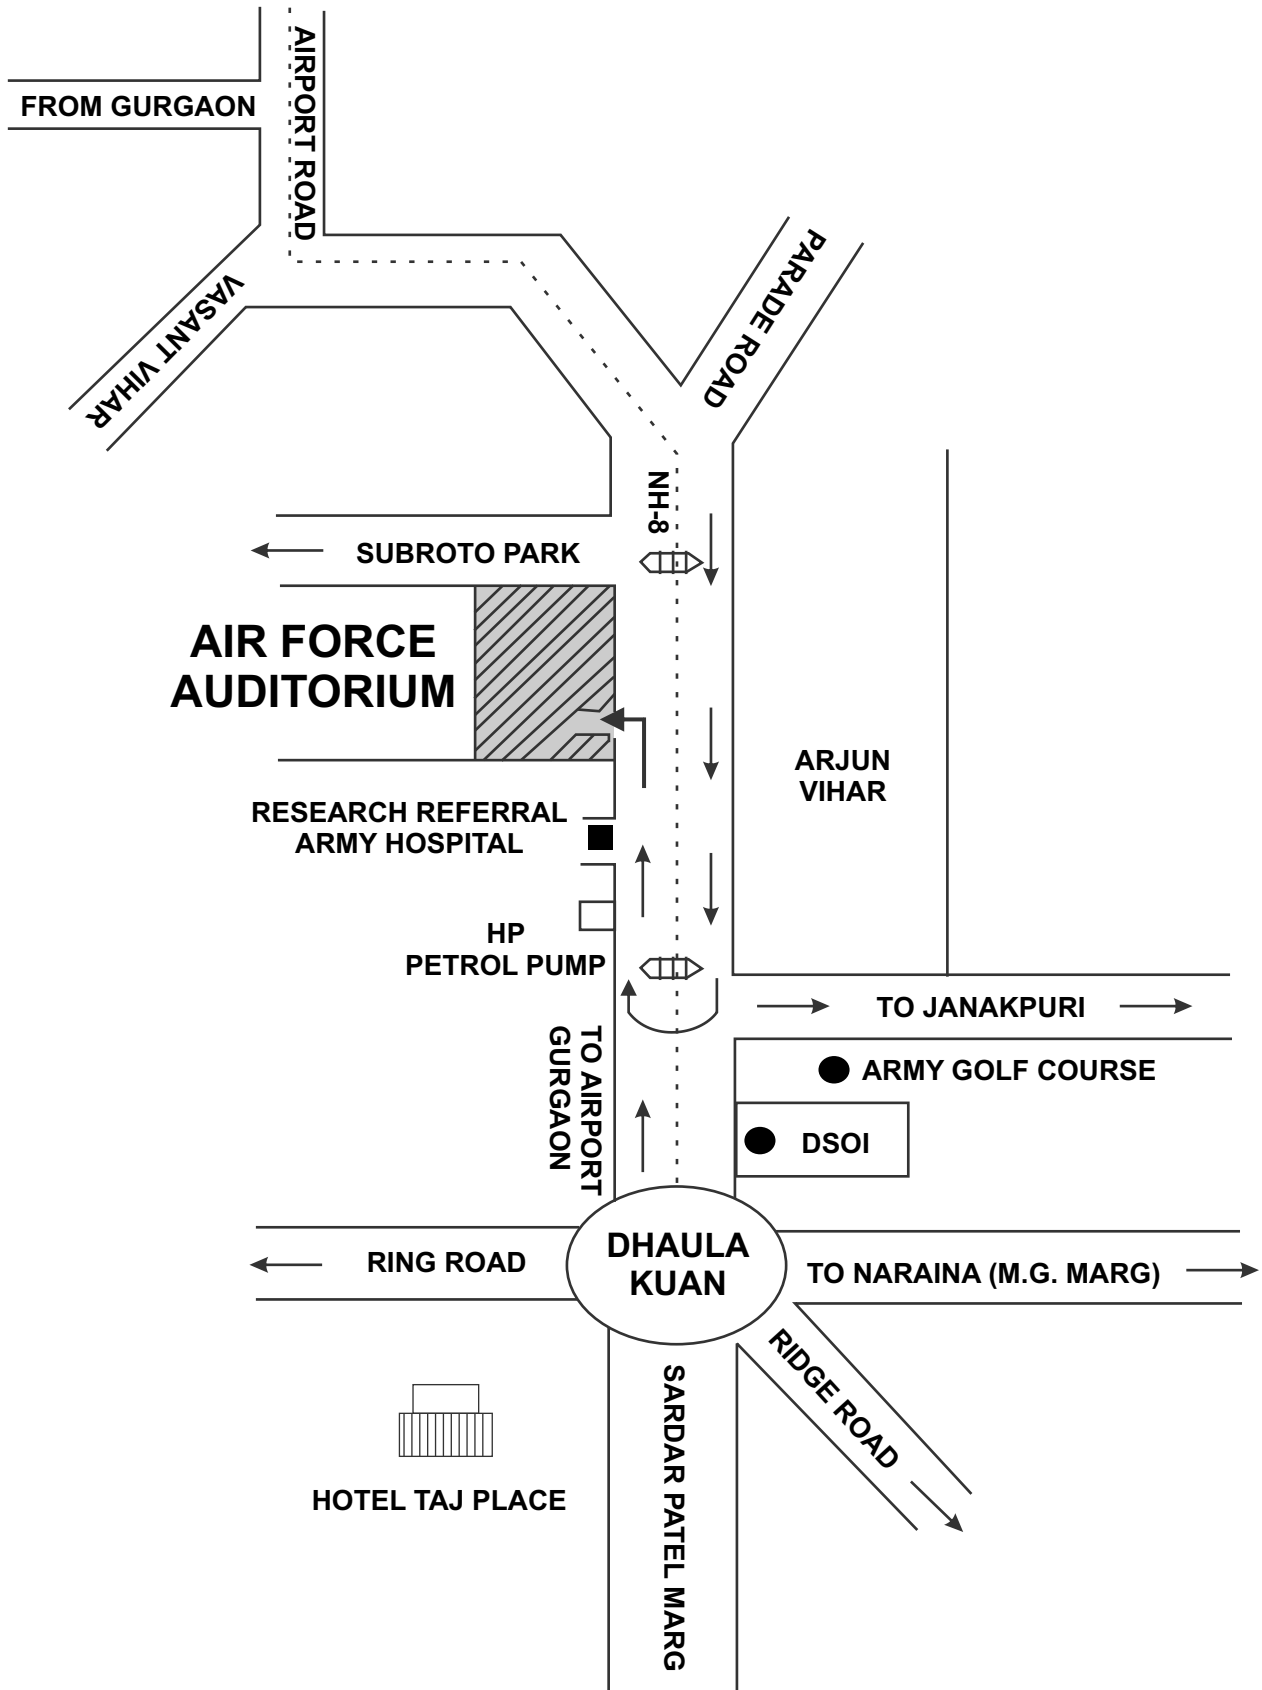 AIRPORT ROAD
FROM GURGAON
VASANT VIHAR
PARADE ROAD
NH-8
SUBROTO PARK
AIR FORCE
AUDITORIUM
ARJUN
VIHAR
RESEARCH REFERRAL
ARMY HOSPITAL
HP
PETROL PUMP
TO JANAKPURI
TO AIRPORT
GURGAON
ARMY GOLF COURSE
DSOI
DHAULA
KUAN
RING ROAD
TO NARAINA (M.G. MARG)
RIDGE ROAD
SARDAR PATEL MARG
HOTEL TAJ PLACE